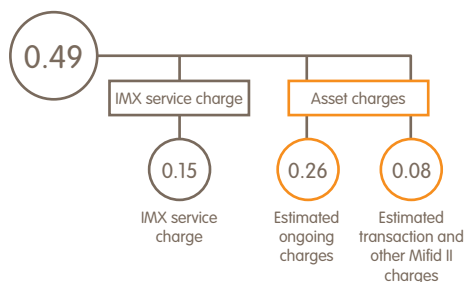 0.49
IMX service charge
Asset charges
0.15
0.26
0.08
IMX service
charge
Estimated
ongoing
charges
Estimated
transaction and
other Mifid II
charges